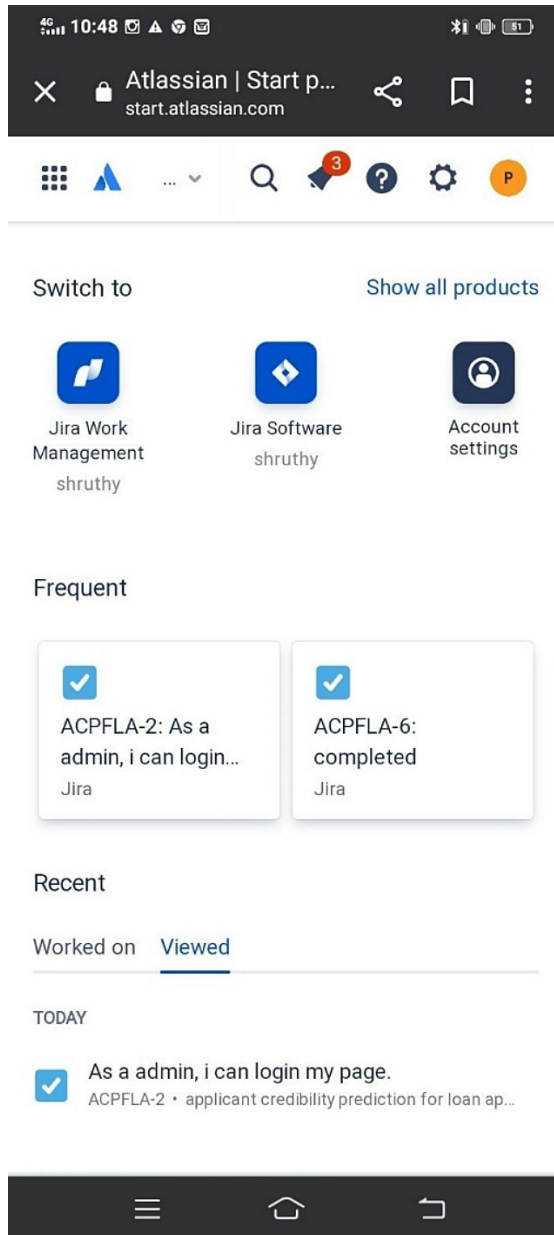 4G 10:48 51
Atlassian | Start p...
start.atlassian.com
... 3 ? P
Switch to Show all products
Jira Work
Management
shruthy
Jira Software
shruthy
Account
settings
Frequent
ACPFLA-2: As a
admin, i can login...
Jira
ACPFLA-6:
completed
Jira
Recent
Worked on Viewed
TODAY
As a admin, i can login my page.
ACPFLA-2 • applicant credibility prediction for loan ap...